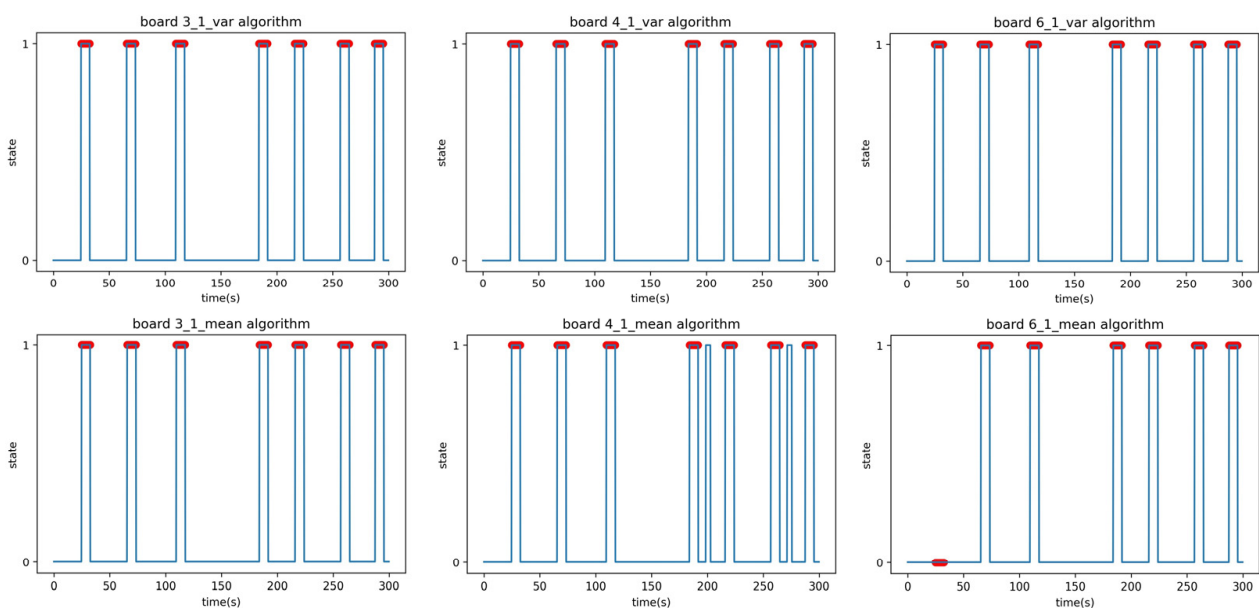 board 3_1_var algorithm
1
state
0
0 50 100 150 200 250 300
time(s)
board 4_1_var algorithm
1
state
0
0 50 100 150 200 250 300
time(s)
board 6_1_var algorithm
1
state
0
0 50 100 150 200 250 300
time(s)
board 3_1_mean algorithm
1
state
0
0 50 100 150 200 250 300
time(s)
board 4_1_mean algorithm
1
state
0
0 50 100 150 200 250 300
time(s)
board 6_1_mean algorithm
1
state
0
0 50 100 150 200 250 300
time(s)